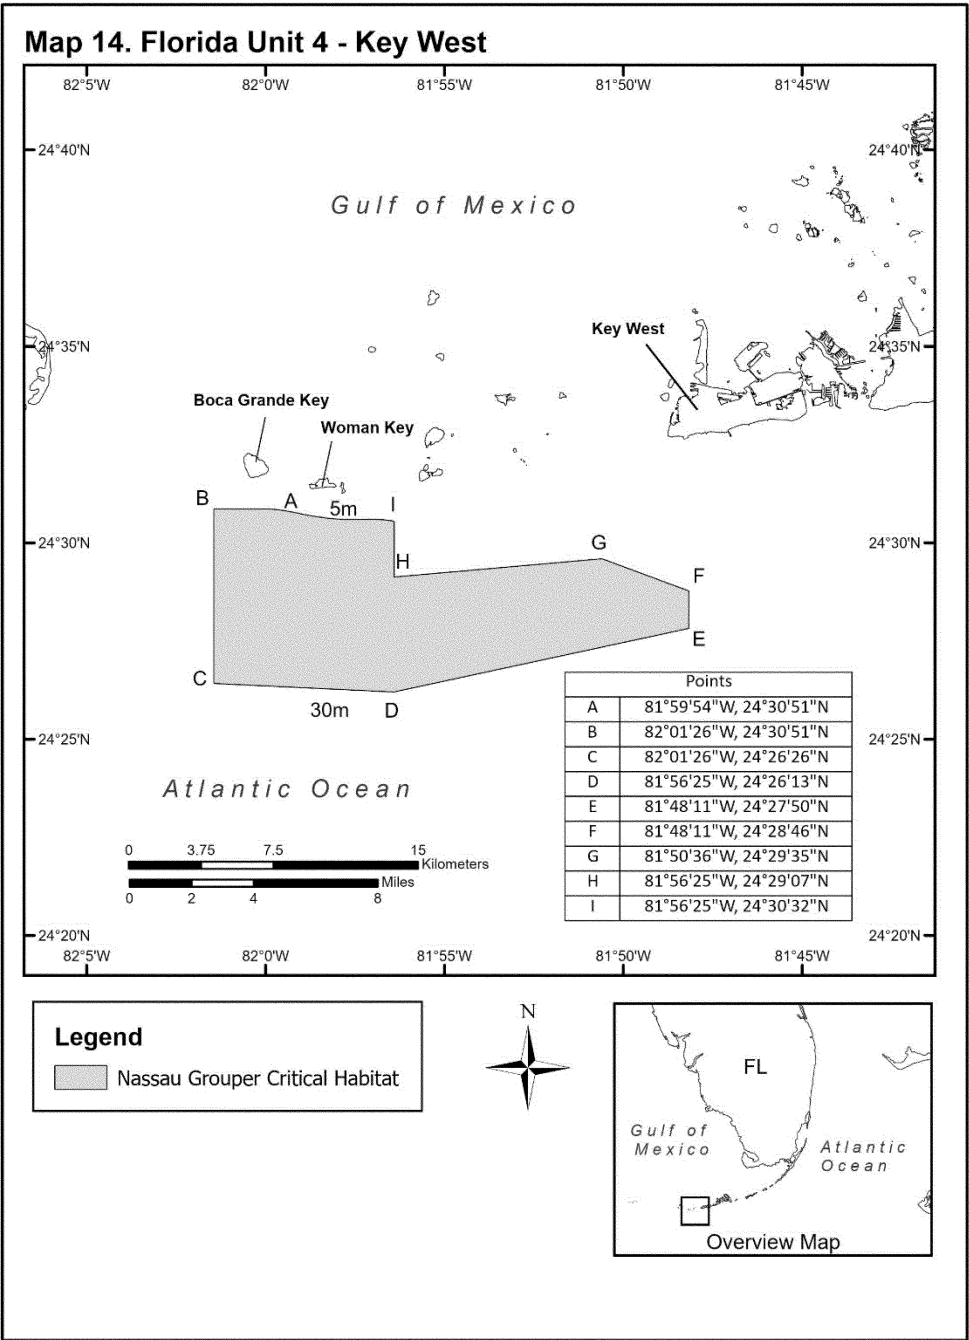 Map 14. Florida Unit 4 - Key West
82°5'W 82°0'W 81°55'W 81°50'W 81°45'W
24°40'N 24°40'N
Gulf of Mexico
Key West
24°35'N 24°35'N
Boca Grande Key
Woman Key
B A 5m I
24°30'N 24°30'N
H G F
E
C
30m D
Points
A 81°59'54"W, 24°30'51"N
B 82°01'26"W, 24°30'51"N
C 82°01'26"W, 24°26'26"N
D 81°56'25"W, 24°26'13"N
E 81°48'11"W, 24°27'50"N
F 81°48'11"W, 24°28'46"N
G 81°50'36"W, 24°29'35"N
H 81°56'25"W, 24°29'07"N
I 81°56'25"W, 24°30'32"N
24°25'N 24°25'N
Atlantic Ocean
0 3.75 7.5 15
Kilometers
Miles
0 2 4 8
24°20'N 24°20'N
82°5'W 82°0'W 81°55'W 81°50'W 81°45'W
Legend
Nassau Grouper Critical Habitat
N
FL
Gulf of
Mexico
Atlantic
Ocean
Overview Map